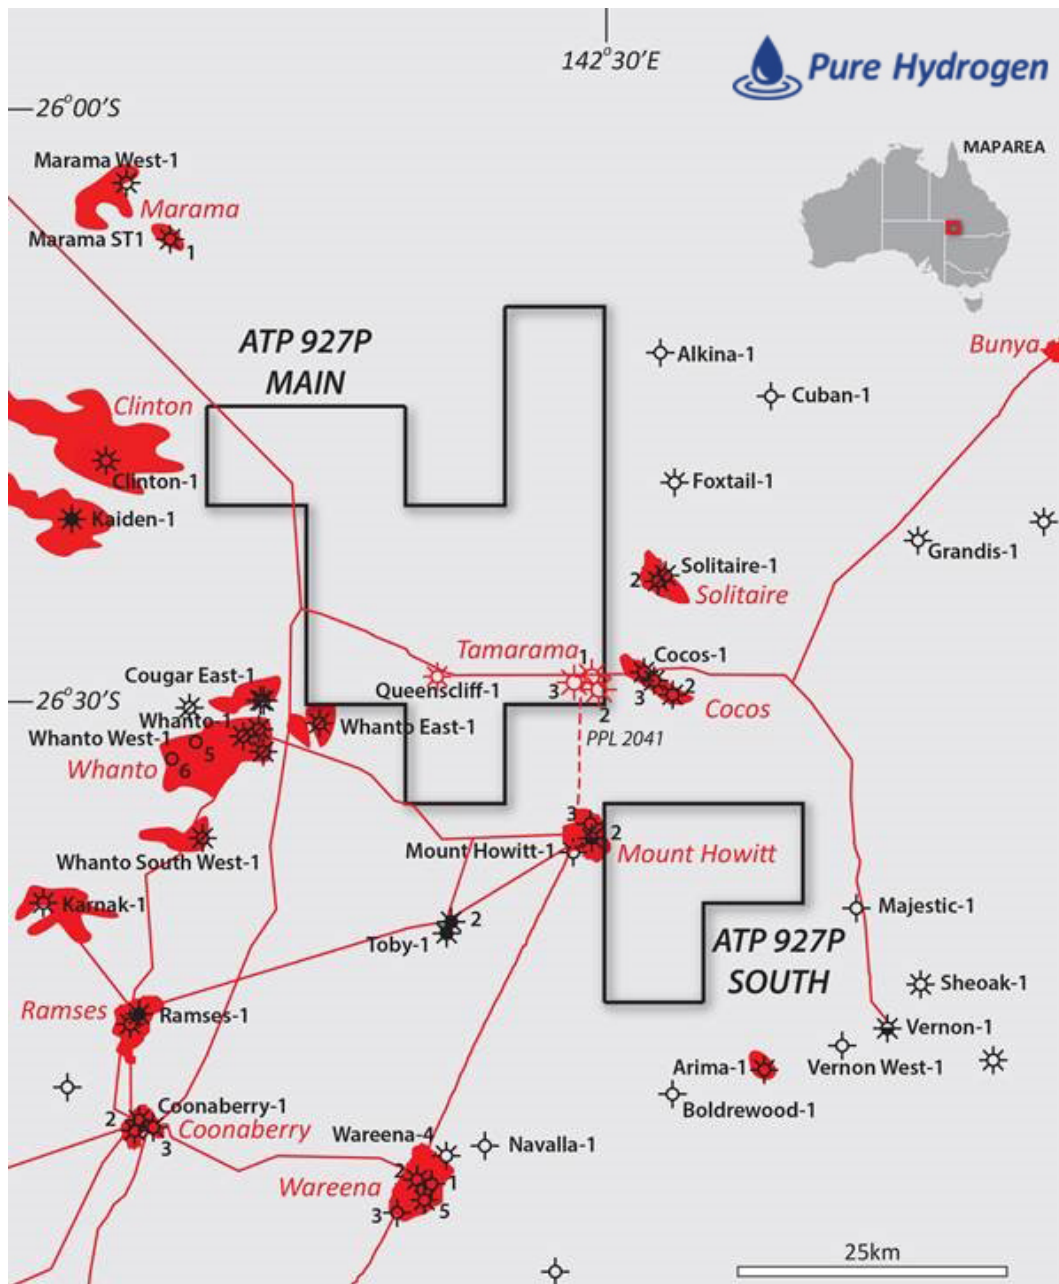 142°30'E
Pure Hydrogen
26°00'S
MAPAREA
Marama West-1
Marama
Marama ST1
1
ATP 927P
MAIN
Alkina-1
Bunya
Cuban-1
Clinton
Clinton-1
Foxtail-1
Kaiden-1
Grandis-1
Solitaire-1
2
Solitaire
Tamarama
1
Cocos-1
Cougar East-1
Queenscliff-1
3
3
2
26°30'S
2
Cocos
Whanto-1
Whanto East-1
Whanto West-1
5
PPL 2041
Whanto
6
3
2
Mount Howitt-1
Mount Howitt
Whanto South West-1
Karnak-1
Majestic-1
2
Toby-1
ATP 927P
SOUTH
Sheoak-1
Ramses
Ramses-1
Vernon-1
Arima-1
Vernon West-1
Boldrewood-1
Coonaberry-1
2
Coonaberry
3
Wareena-4
Navalla-1
2
Wareena
1
3
5
25km